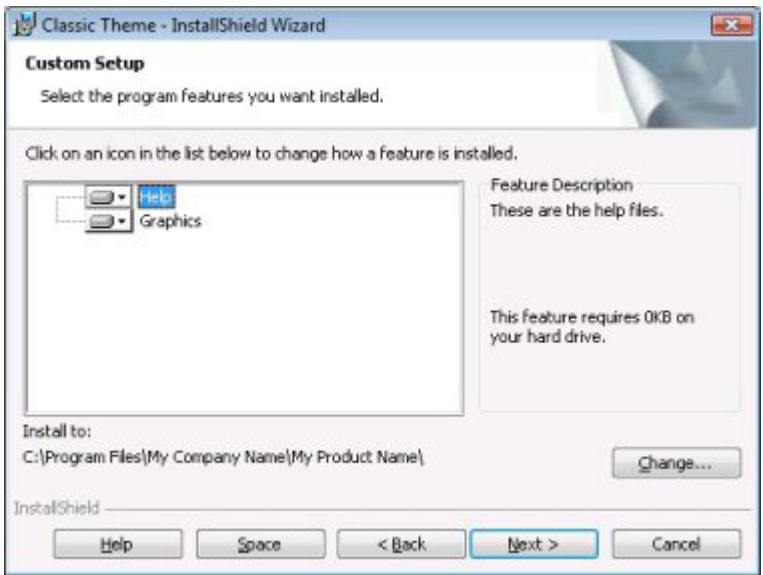 Classic Theme - InstallShield Wizard
Custom Setup
Select the program features you want installed.
Click on an icon in the list below to change how a feature is installed.
Help
Graphics
Feature Description
These are the help files.
This feature requires 0KB on
your hard drive.
Install to:
C:\Program Files\My Company Name\My Product Name\
Change...
InstallShield
Help
Space
< Back
Next >
Cancel